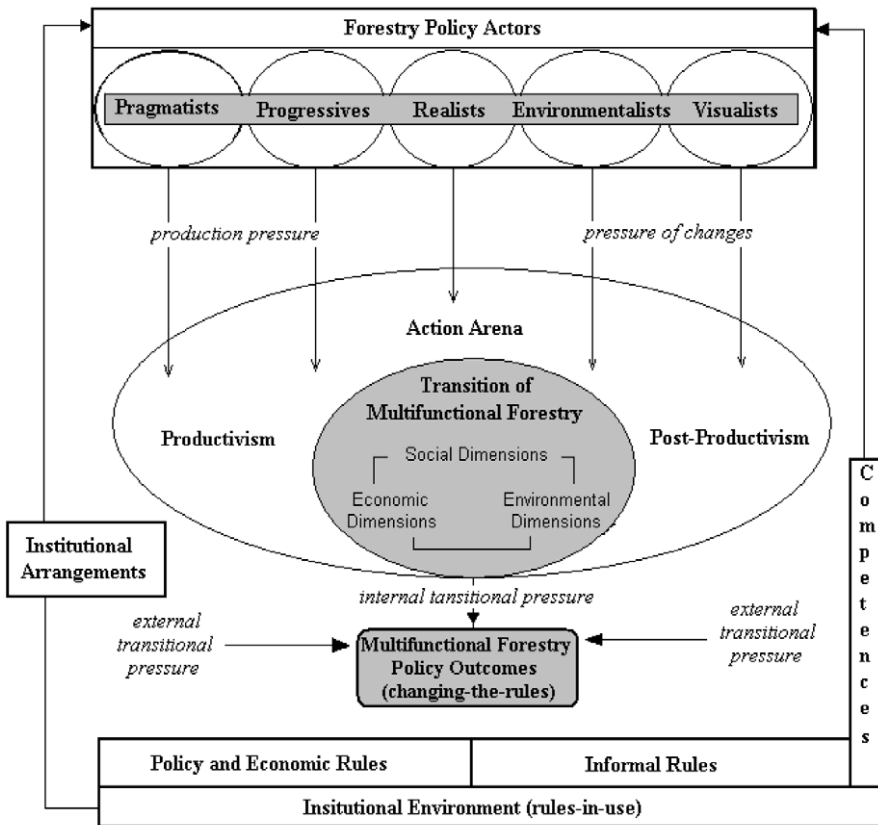 Forestry Policy Actors
Pragmatists Progressives Realists Environmentalists Visualists
production pressure
pressure of changes
Action Arena
Transition of
Multifunctional Forestry
Productivism
Post-Productivism
Social Dimensions
Economic
Dimensions
Environmental
Dimensions
Institutional
Arrangements
Competences
internal tansitional pressure
external
transitional
pressure
external
transitional
pressure
Multifunctional Forestry
Policy Outcomes
(changing-the-rules)
Policy and Economic Rules
Informal Rules
Insitutional Environment (rules-in-use)